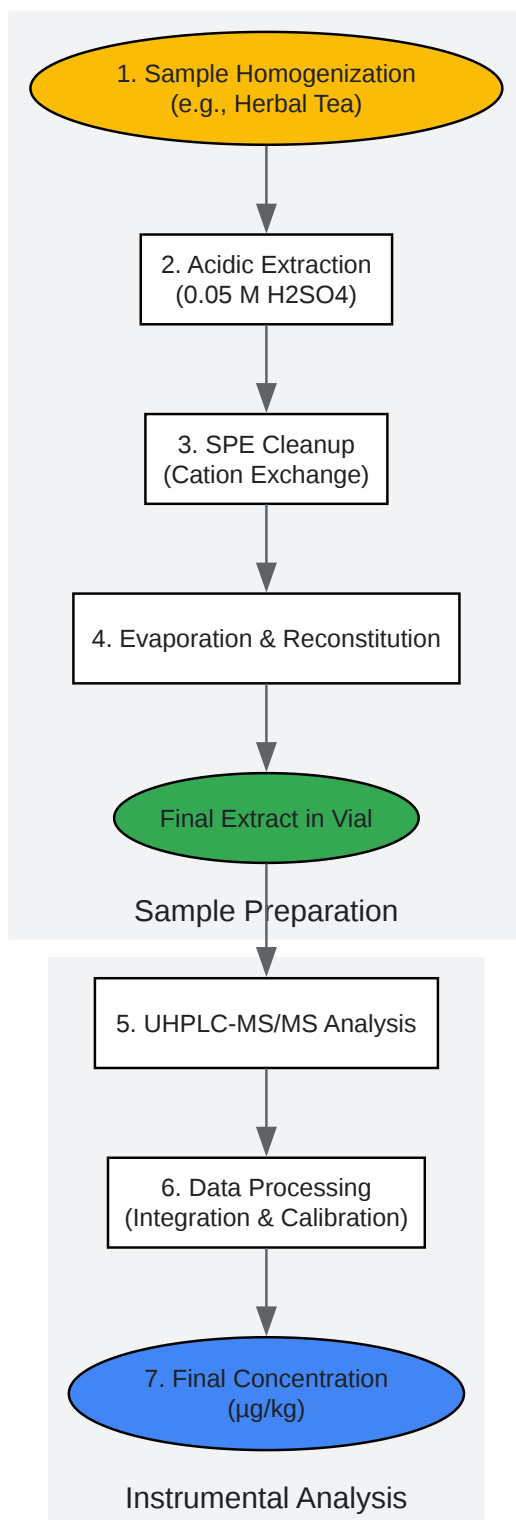 1. Sample Homogenization
(e.g., Herbal Tea)
2. Acidic Extraction
(0.05 M H2SO4)
3. SPE Cleanup
(Cation Exchange)
4. Evaporation & Reconstitution
Final Extract in Vial
Sample Preparation
5. UHPLC-MS/MS Analysis
6. Data Processing
(Integration & Calibration)
7. Final Concentration
(µg/kg)
Instrumental Analysis